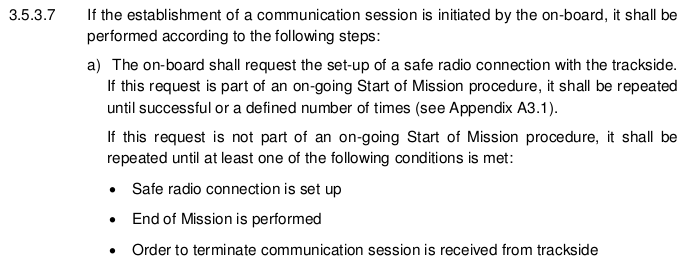 3.5.3.7 If the establishment of a communication session is initiated by the on-board, it shall be
performed according to the following steps:
a) The on-board shall request the set-up of a safe radio connection with the trackside.
If this request is part of an on-going Start of Mission procedure, it shall be repeated
until successful or a defined number of times (see Appendix A3.1).
If this request is not part of an on-going Start of Mission procedure, it shall be
repeated until at least one of the following conditions is met:
• Safe radio connection is set up
• End of Mission is performed
• Order to terminate communication session is received from trackside